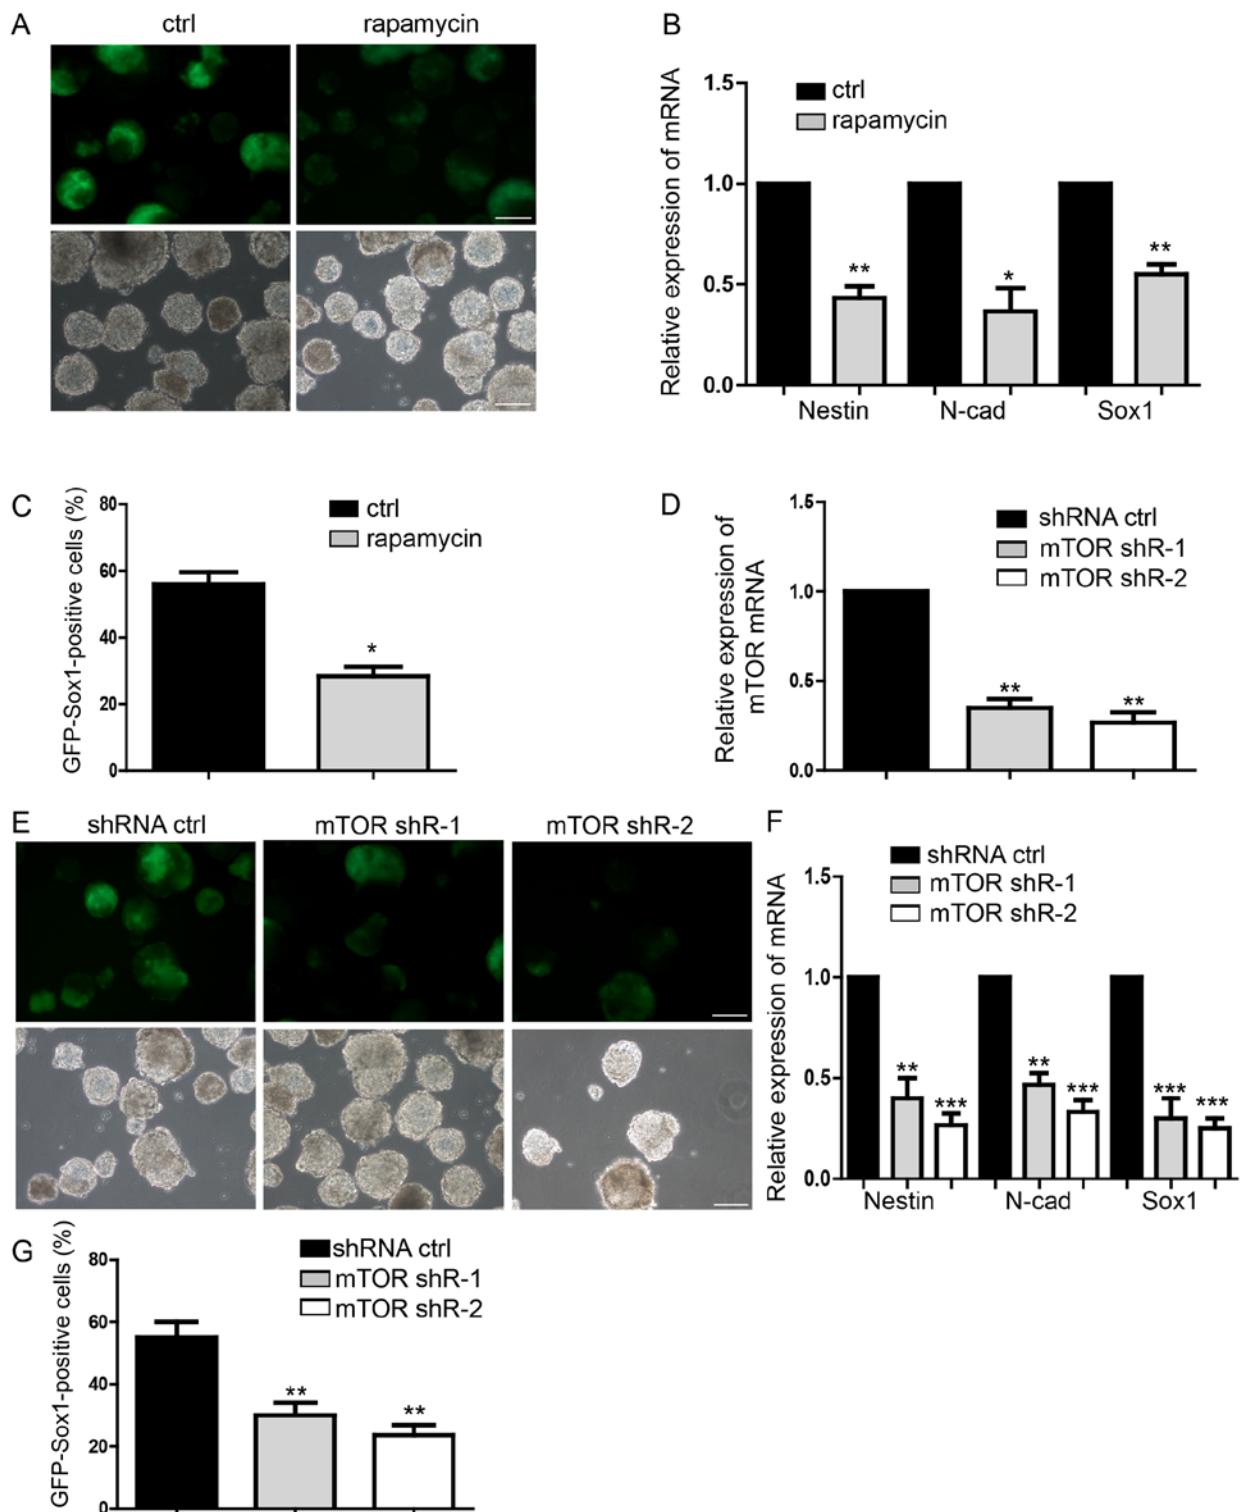 A
ctrl
rapamycin
B
Relative expression of mRNA
1.5
1.0
0.5
0.0
ctrl
rapamycin
**
*
**
Nestin
N-cad
Sox1
C
GFP-Sox1-positive cells (%)
80
60
40
20
0
ctrl
rapamycin
*
D
Relative expression of
mTOR mRNA
1.5
1.0
0.5
0.0
shRNA ctrl
mTOR shR-1
mTOR shR-2
**
**
E
shRNA ctrl
mTOR shR-1
mTOR shR-2
F
Relative expression of mRNA
1.5
1.0
0.5
0.0
shRNA ctrl
mTOR shR-1
mTOR shR-2
**
***
**
***
***
***
Nestin
N-cad
Sox1
G
GFP-Sox1-positive cells (%)
80
60
40
20
0
shRNA ctrl
mTOR shR-1
mTOR shR-2
**
**